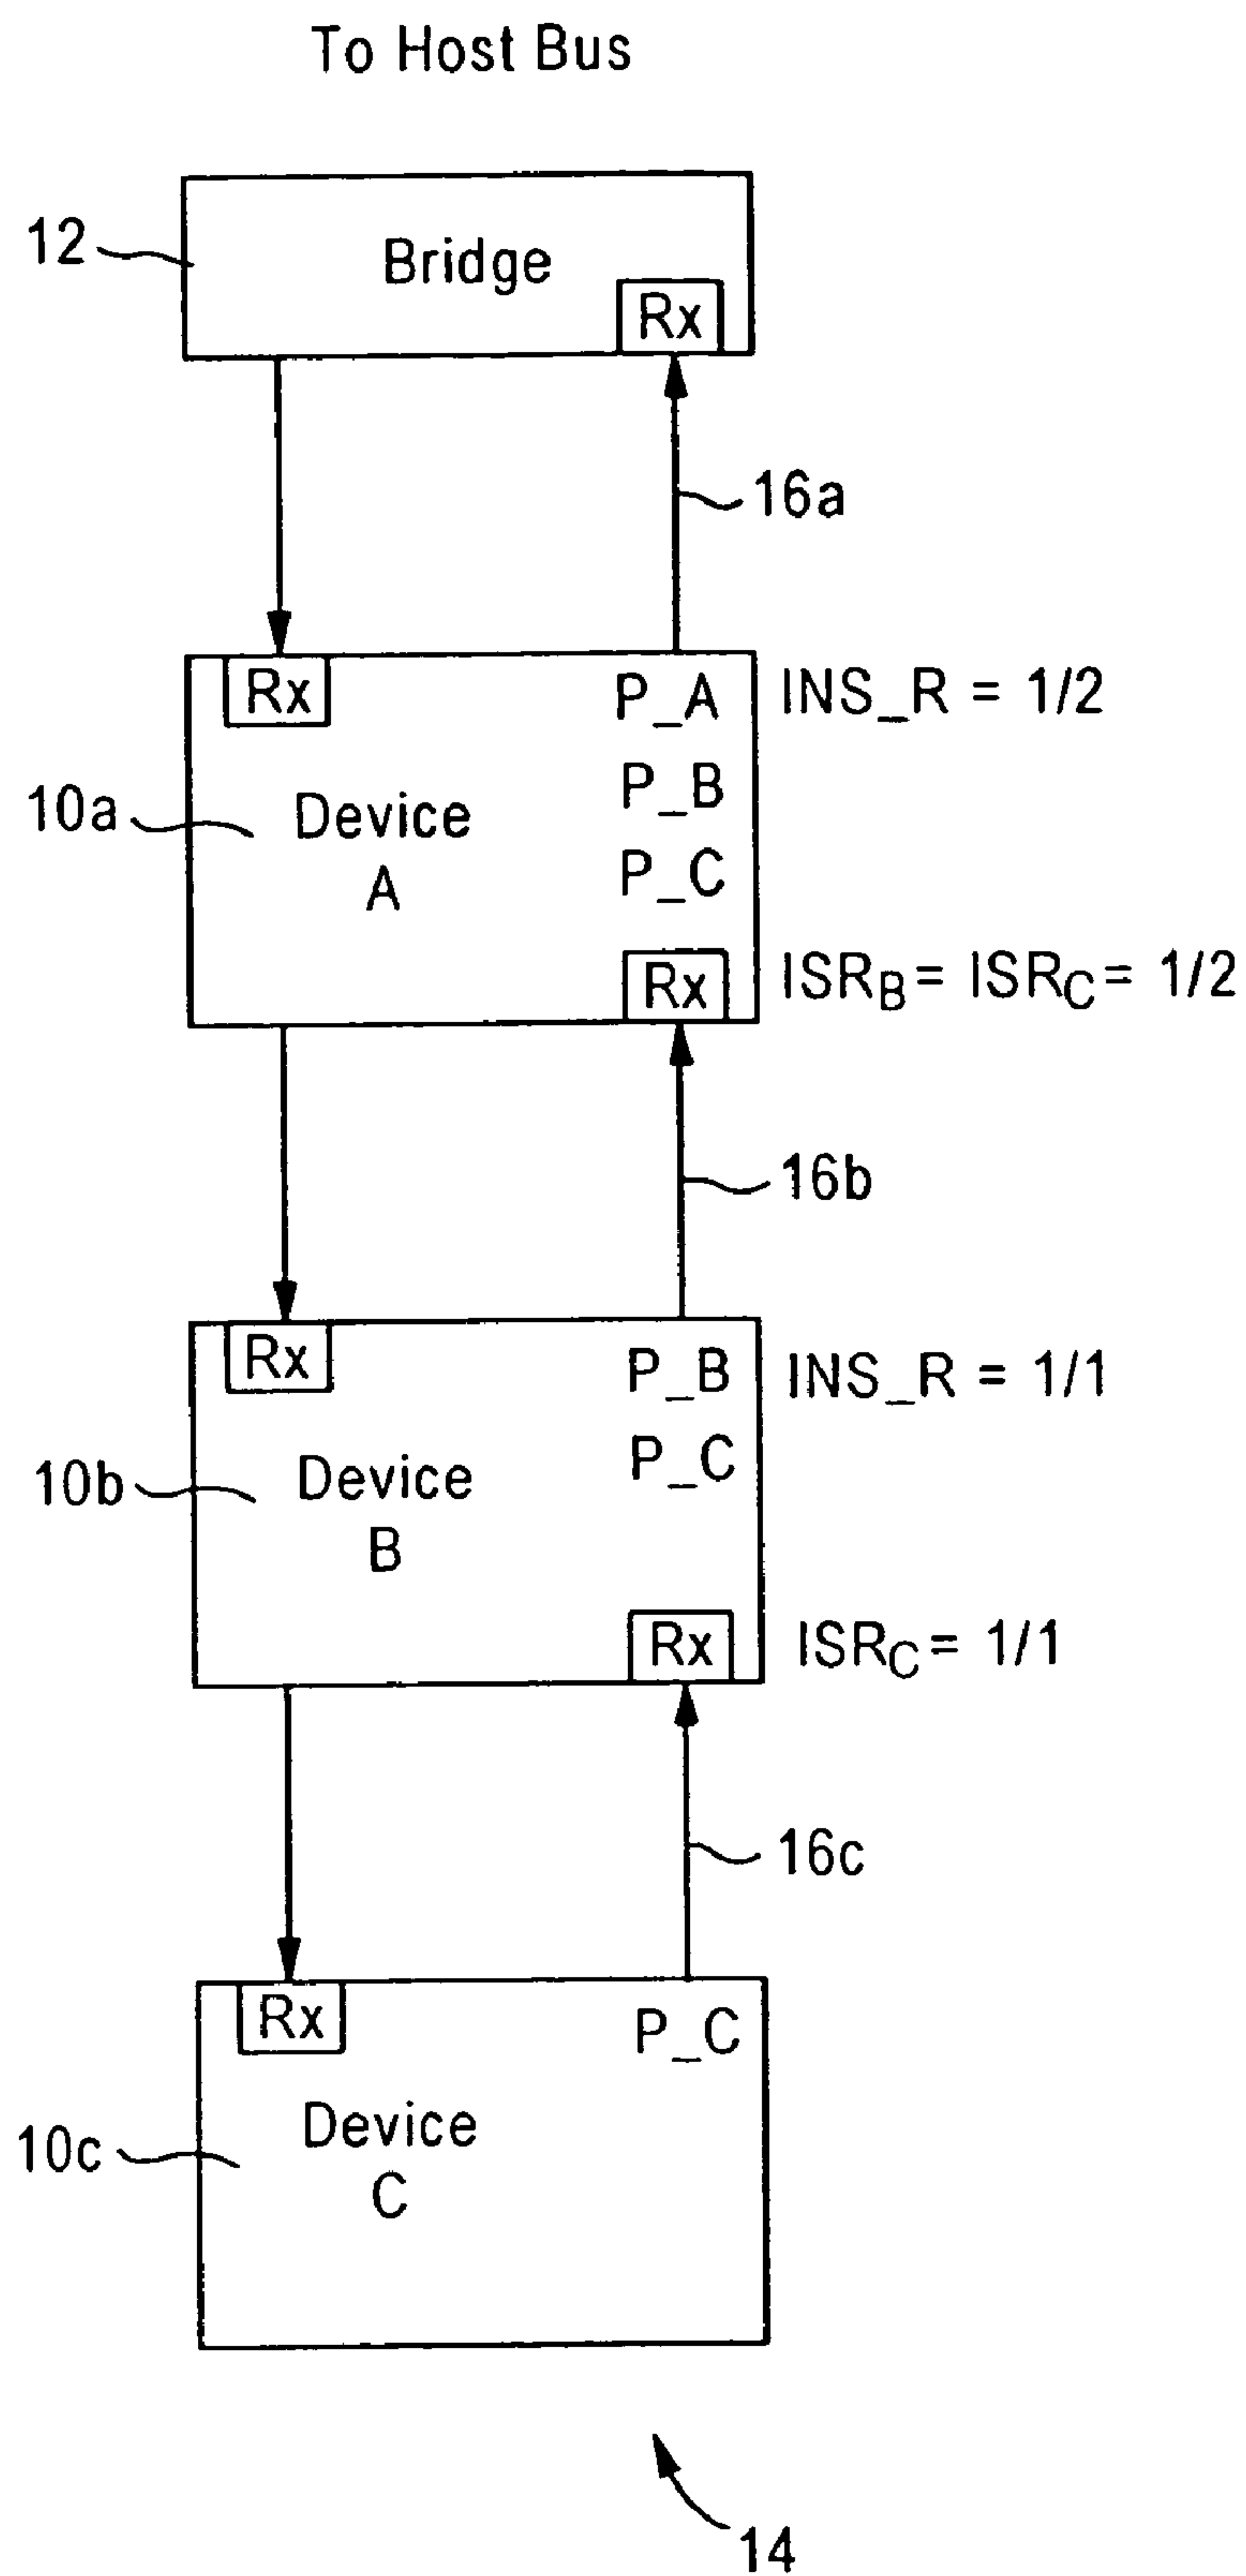 To Host Bus
12
Bridge
Rx
16a
Rx
P_A
INS_R = 1/2
P_B
10a
Device
A
P_C
Rx
ISRB = ISRC = 1/2
16b
Rx
P_B
INS_R = 1/1
P_C
10b
Device
B
Rx
ISRC = 1/1
16c
Rx
P_C
10c
Device
C
14